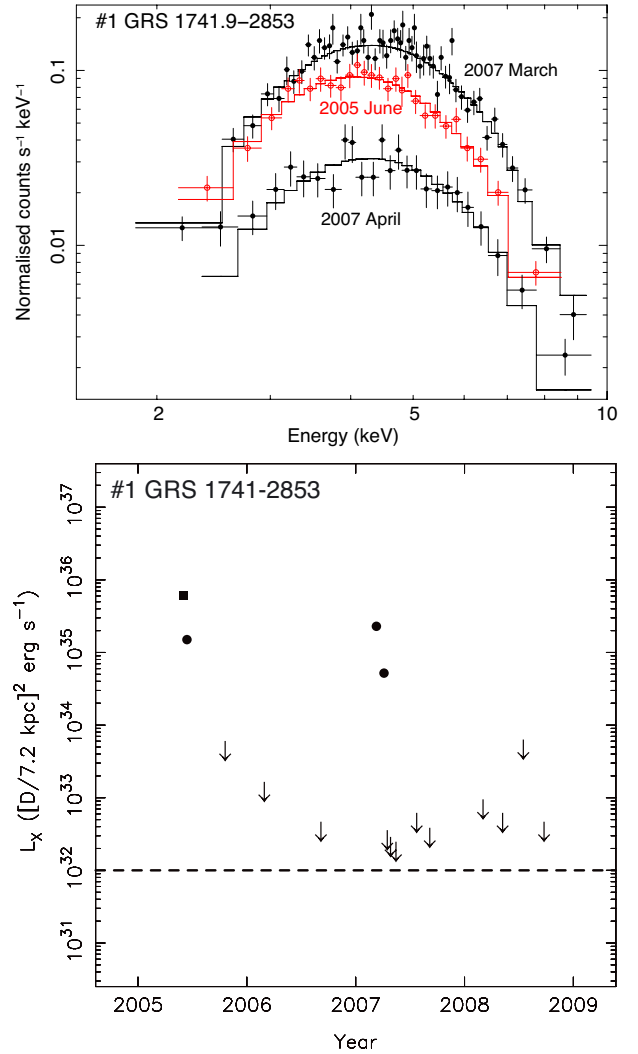 #1 GRS 1741.9−2853
2007 March
2005 June
2007 April
0.1
0.01
Normalised counts s⁻¹ keV⁻¹
2
5
10
Energy (keV)
#1 GRS 1741-2853
10³⁷
10³⁶
10³⁵
10³⁴
10³³
10³²
10³¹
L_X ([D/7.2 kpc]² erg s⁻¹)
2005 2006 2007 2008 2009
Year